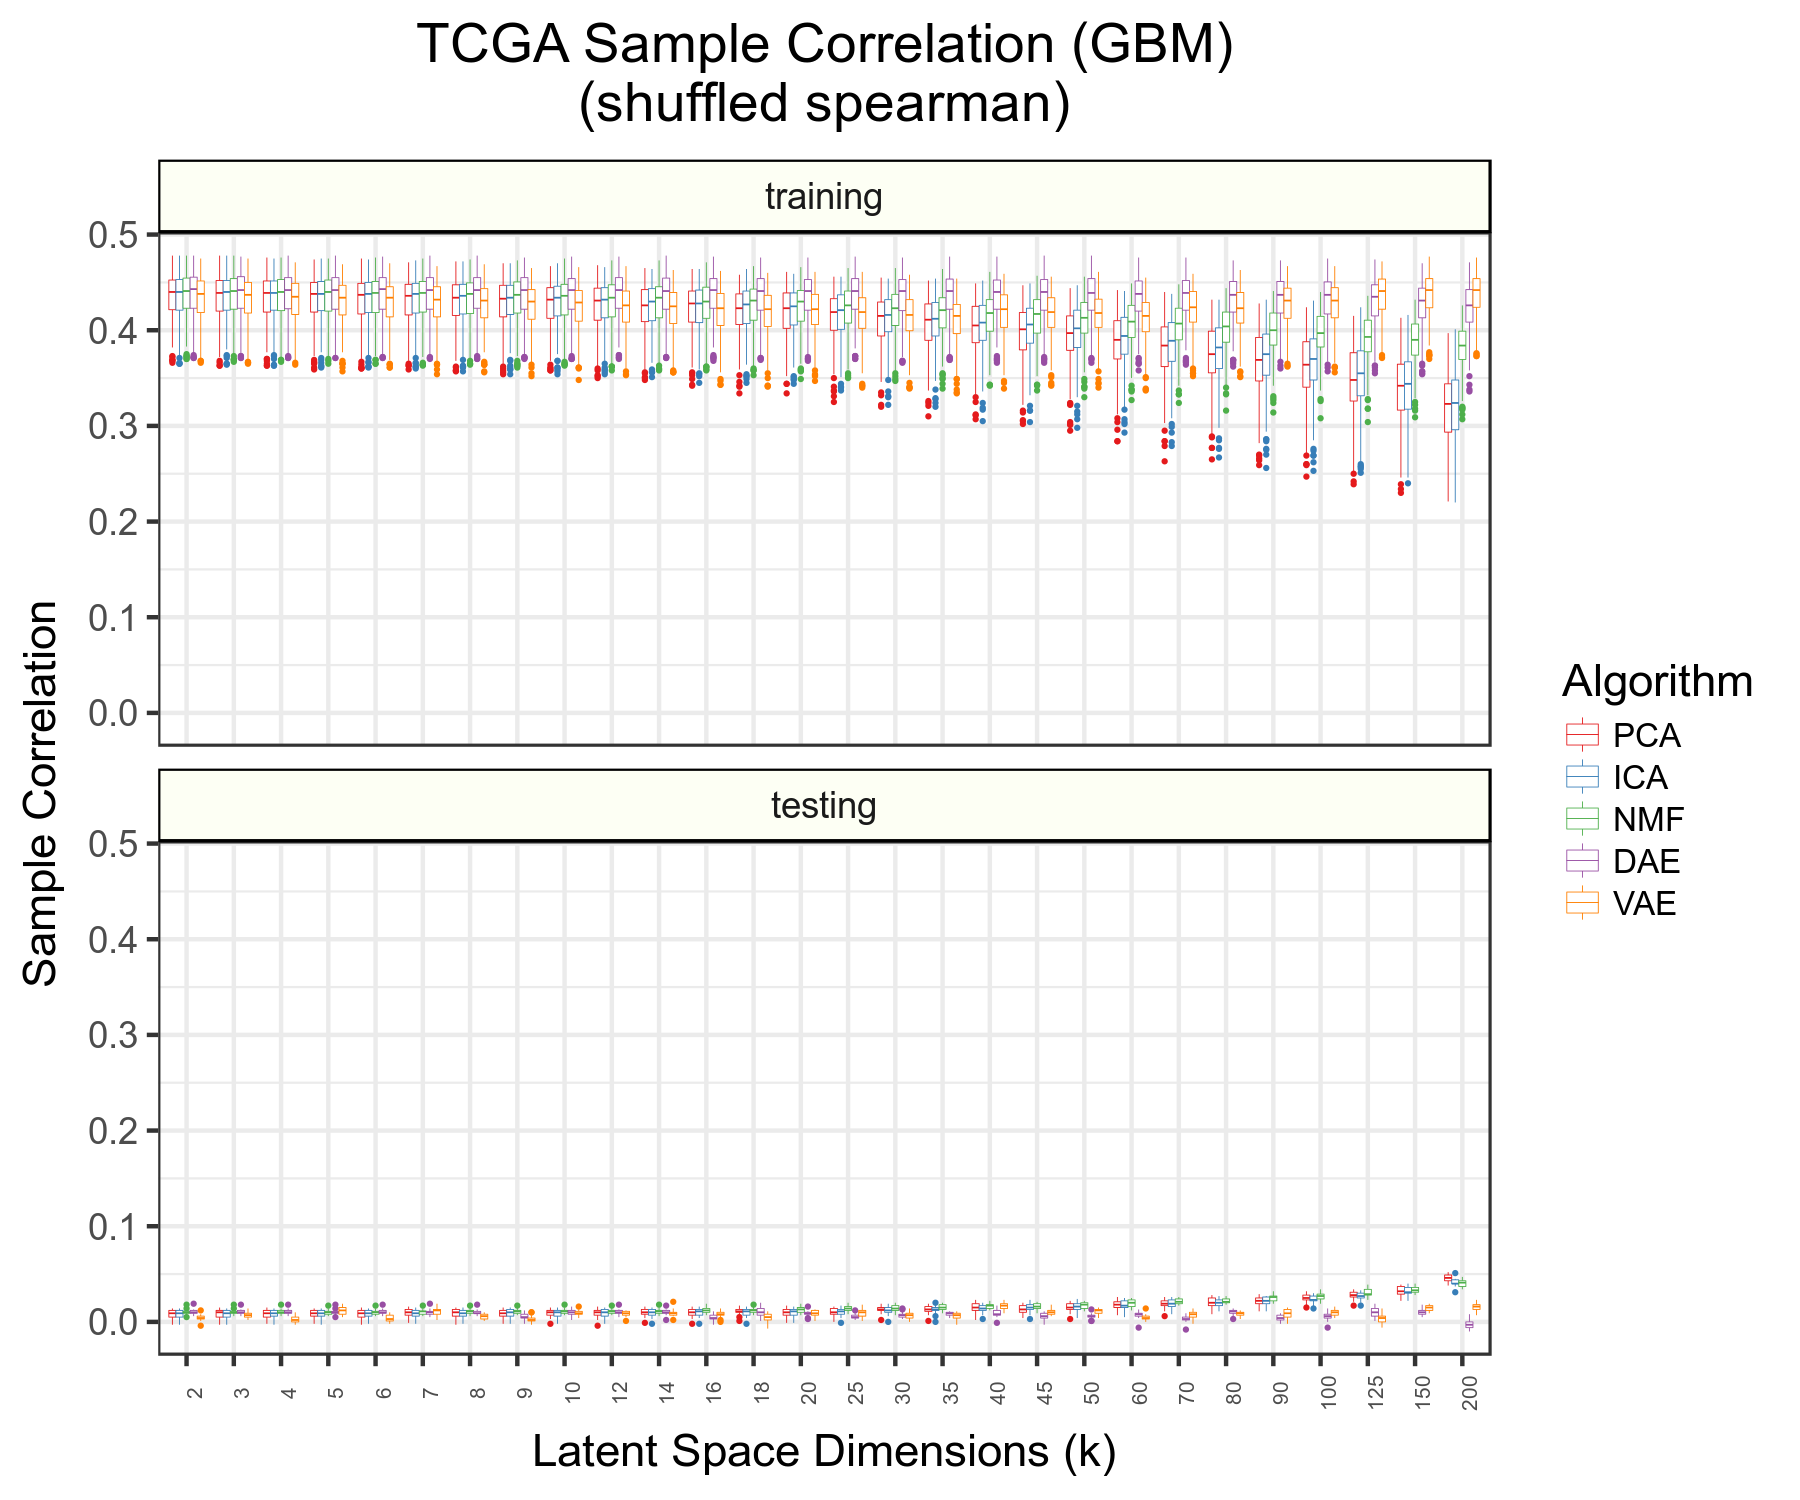 TCGA Sample Correlation (GBM)
(shuffled spearman)
training
0.5
0.4
0.3
0.2
0.1
0.0
testing
0.5
0.4
0.3
0.2
0.1
0.0
Sample Correlation
2 3 4 5 6 7 8 9 10 12 14 16 18 20 25 30 35 40 45 50 60 70 80 90 100 125 150 200
Latent Space Dimensions (k)
Algorithm
PCA
ICA
NMF
DAE
VAE